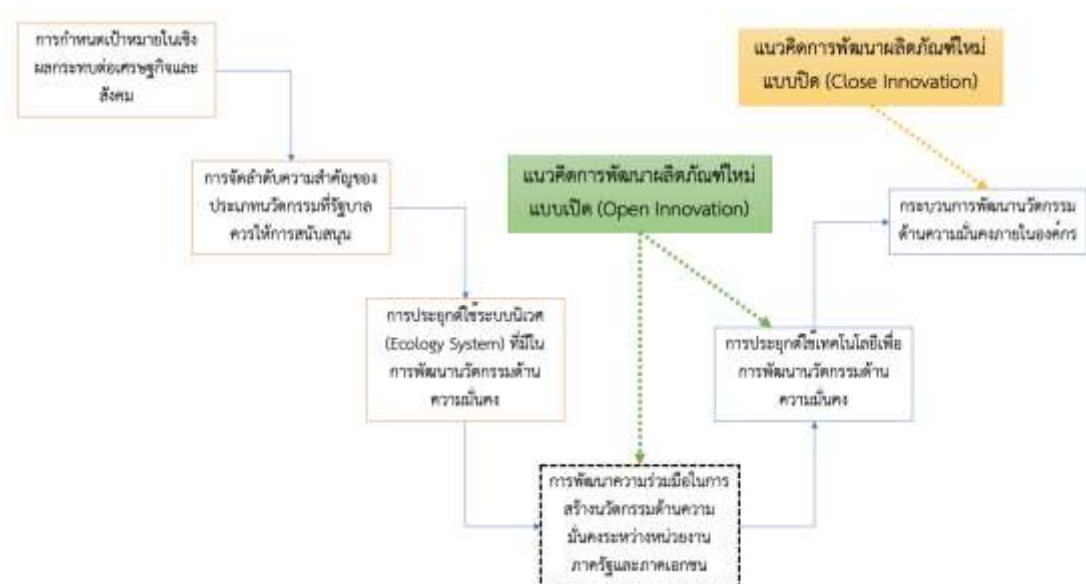 การกำหนดเป้าหมายในเชิง
ผลกระทบต่อเศรษฐกิจและ
สังคม
แนวคิดการพัฒนาผลิตภัณฑ์ใหม่
แบบปิด (Close Innovation)
การจัดลำดับความสำคัญของ
ประเภทนวัตกรรมที่รัฐบาล
ควรให้การสนับสนุน
แนวคิดการพัฒนาผลิตภัณฑ์ใหม่
แบบเปิด (Open Innovation)
กระบวนการพัฒนานวัตกรรม
ด้านความมั่นคงภายในองค์กร
การประยุกต์ใช้ระบบนิเวศ
(Ecology System) ที่มีใน
การพัฒนานวัตกรรมด้าน
ความมั่นคง
การประยุกต์ใช้เทคโนโลยีเพื่อ
การพัฒนานวัตกรรมด้าน
ความมั่นคง
การพัฒนาความร่วมมือในการ
สร้างนวัตกรรมด้านความ
มั่นคงระหว่างหน่วยงาน
ภาครัฐและภาคเอกชน